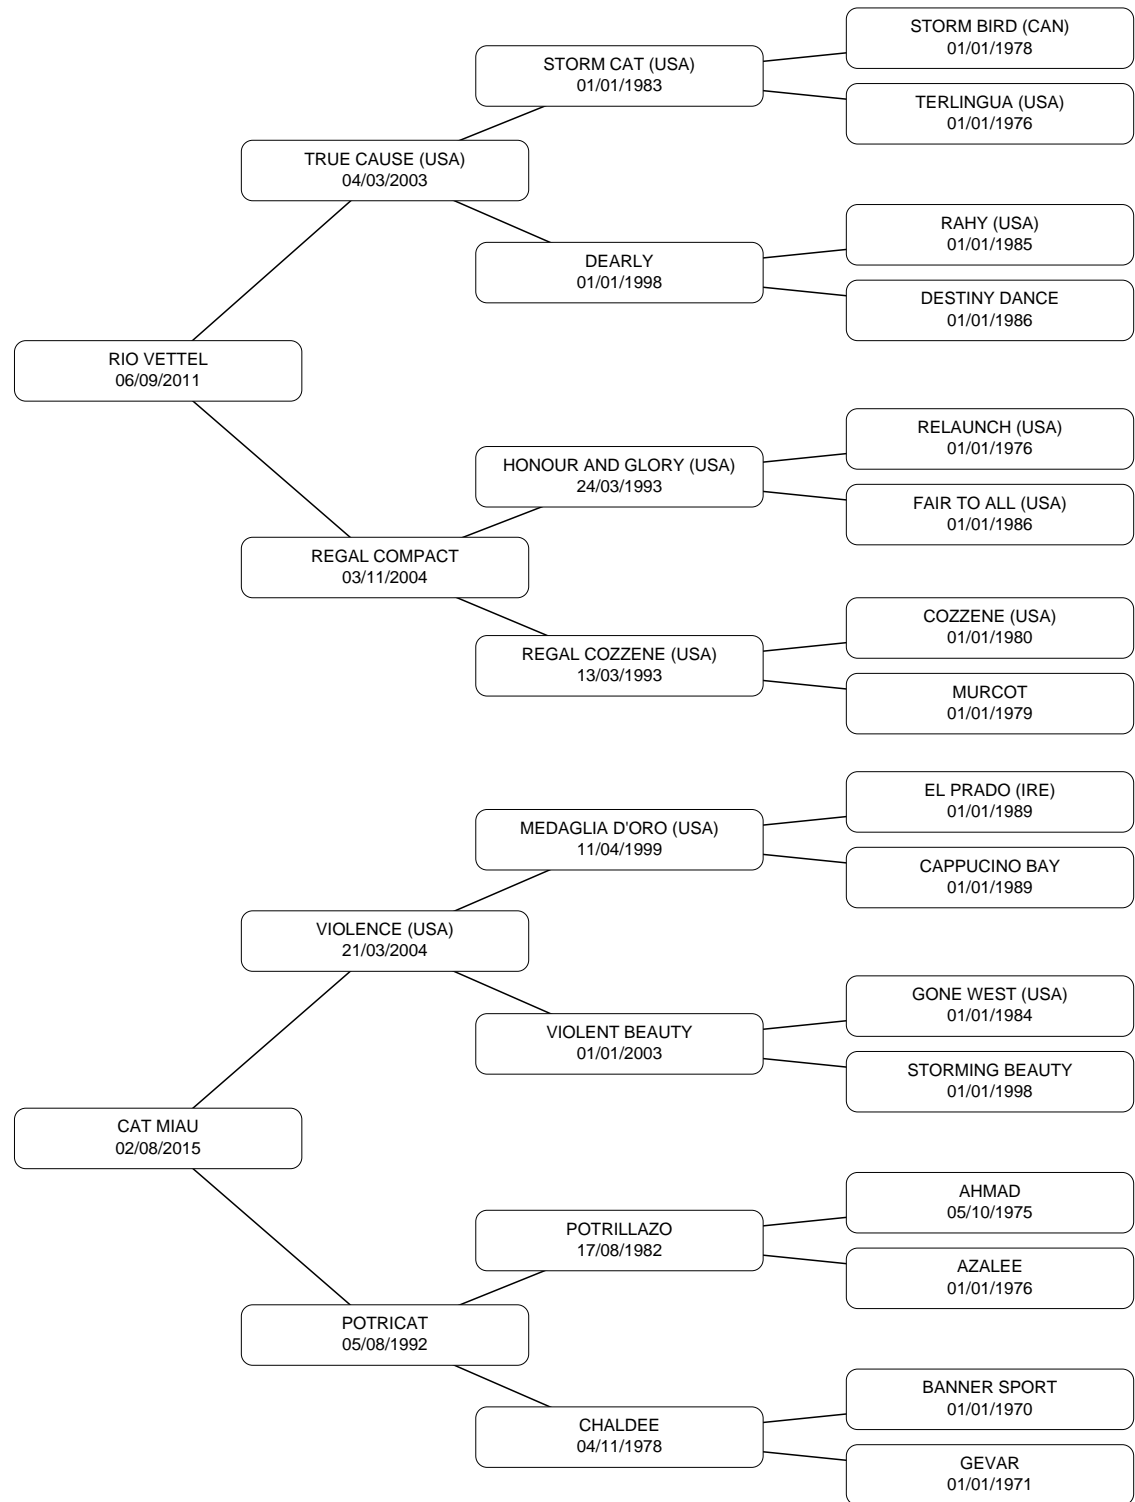 STORM BIRD (CAN)
01/01/1978
STORM CAT (USA)
01/01/1983
TERLINGUA (USA)
01/01/1976
TRUE CAUSE (USA)
04/03/2003
RAHY (USA)
01/01/1985
DEARLY
01/01/1998
DESTINY DANCE
01/01/1986
RIO VETTEL
06/09/2011
RELAUNCH (USA)
01/01/1976
HONOUR AND GLORY (USA)
24/03/1993
FAIR TO ALL (USA)
01/01/1986
REGAL COMPACT
03/11/2004
COZZENE (USA)
01/01/1980
REGAL COZZENE (USA)
13/03/1993
MURCOT
01/01/1979
EL PRADO (IRE)
01/01/1989
MEDAGLIA D'ORO (USA)
11/04/1999
CAPPUCINO BAY
01/01/1989
VIOLENCE (USA)
21/03/2004
GONE WEST (USA)
01/01/1984
VIOLENT BEAUTY
01/01/2003
STORMING BEAUTY
01/01/1998
CAT MIAU
02/08/2015
AHMAD
05/10/1975
POTRILLAZO
17/08/1982
AZALEE
01/01/1976
POTRICAT
05/08/1992
BANNER SPORT
01/01/1970
CHALDEE
04/11/1978
GEVAR
01/01/1971